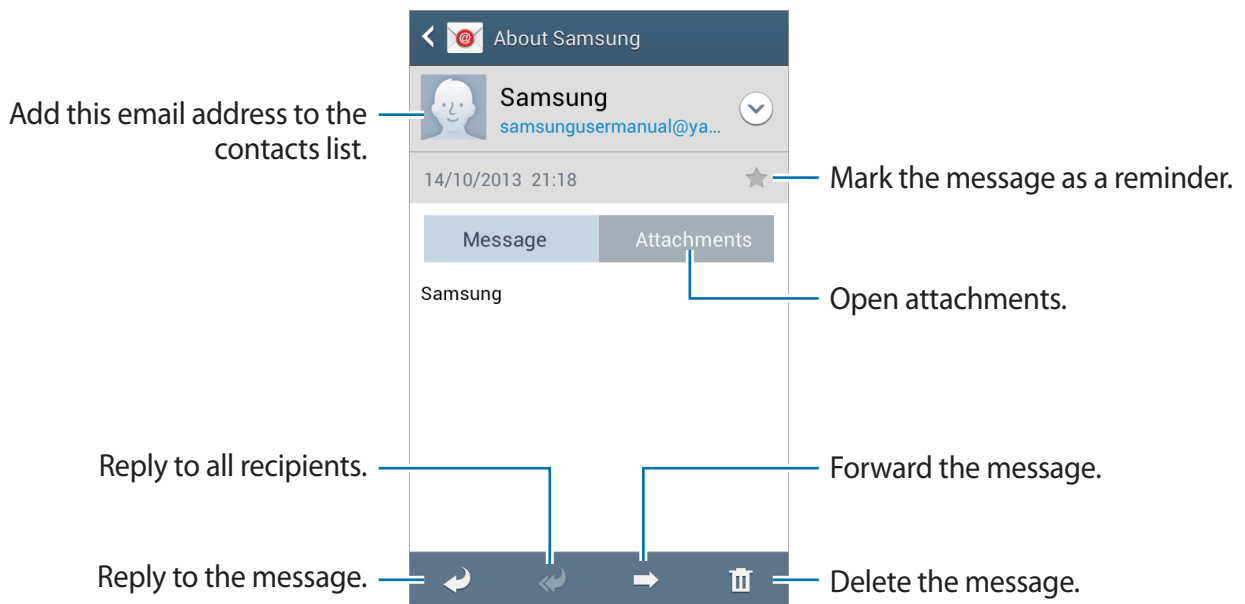 About Samsung
Samsung
samsungusermanual@ya...
Add this email address to the
contacts list.
14/10/2013 21:18
Mark the message as a reminder.
Message
Attachments
Samsung
Open attachments.
Reply to all recipients.
Forward the message.
Reply to the message.
Delete the message.